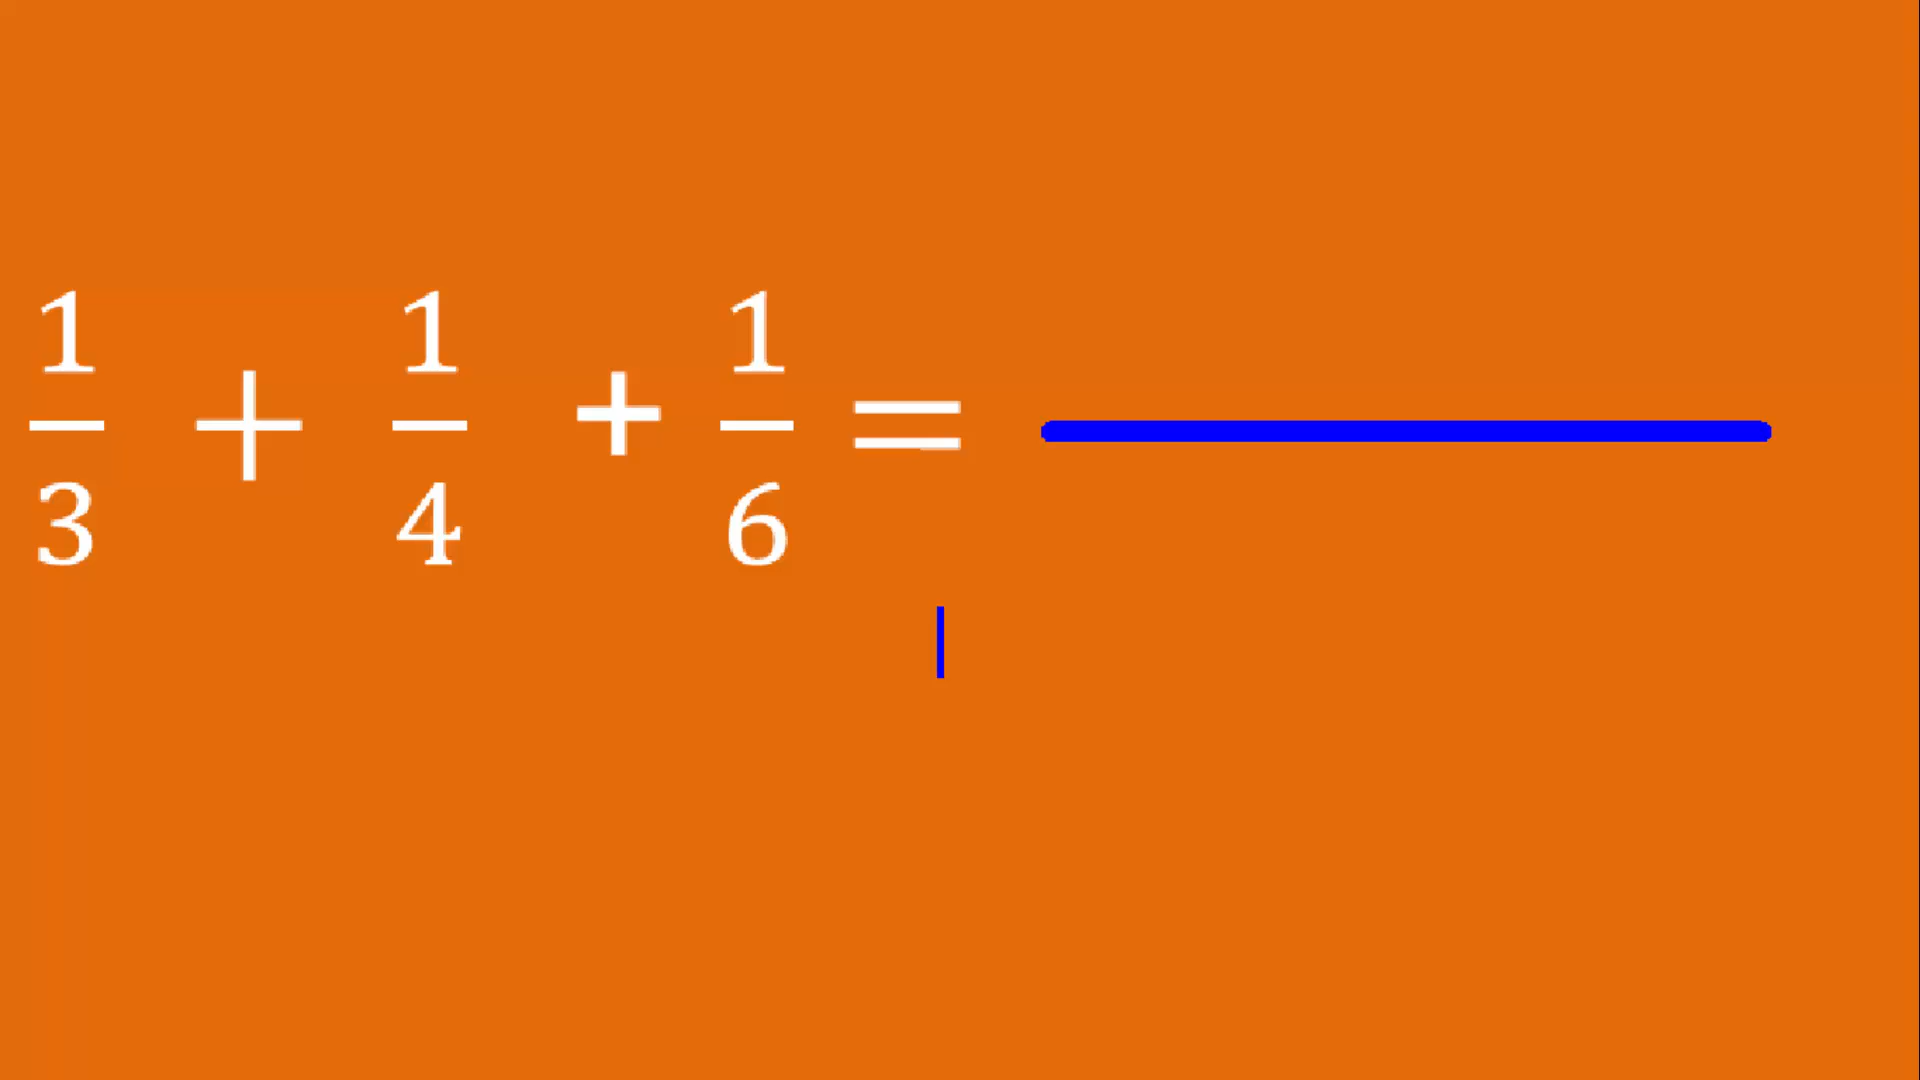 1/3 + 1/4 + 1/6 =